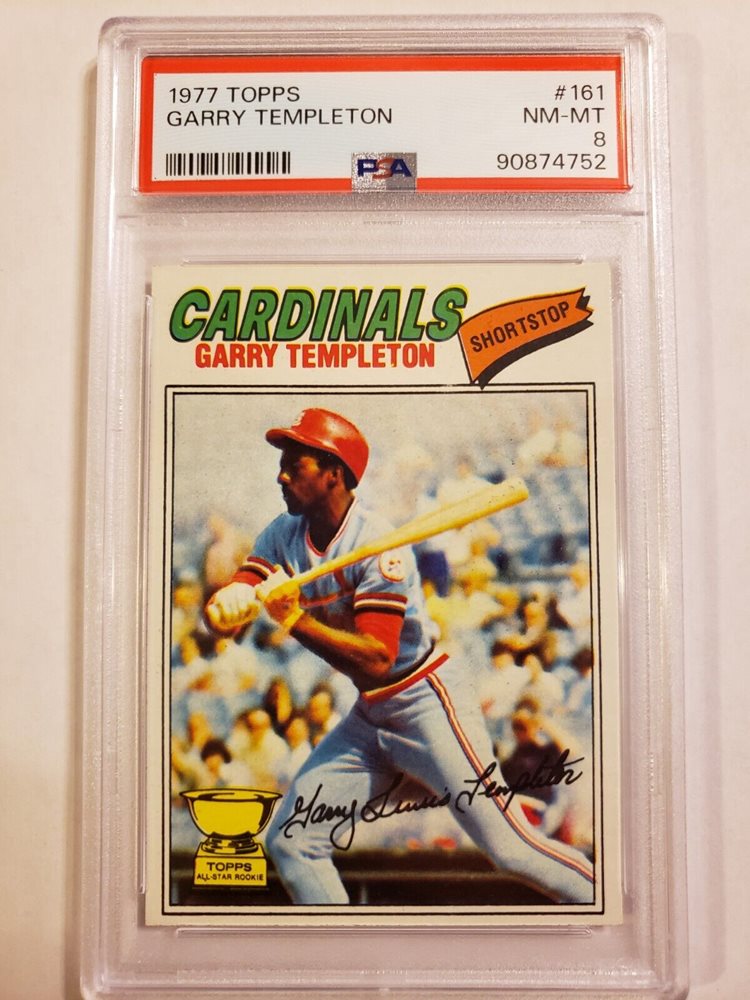 1977 TOPPS #161
GARRY TEMPLETON NM-MT
8
PSA 90874752
CARDINALS
GARRY TEMPLETON
SHORTSTOP
Garry Lewis Templeton
TOPPS
ALL-STAR ROOKIE